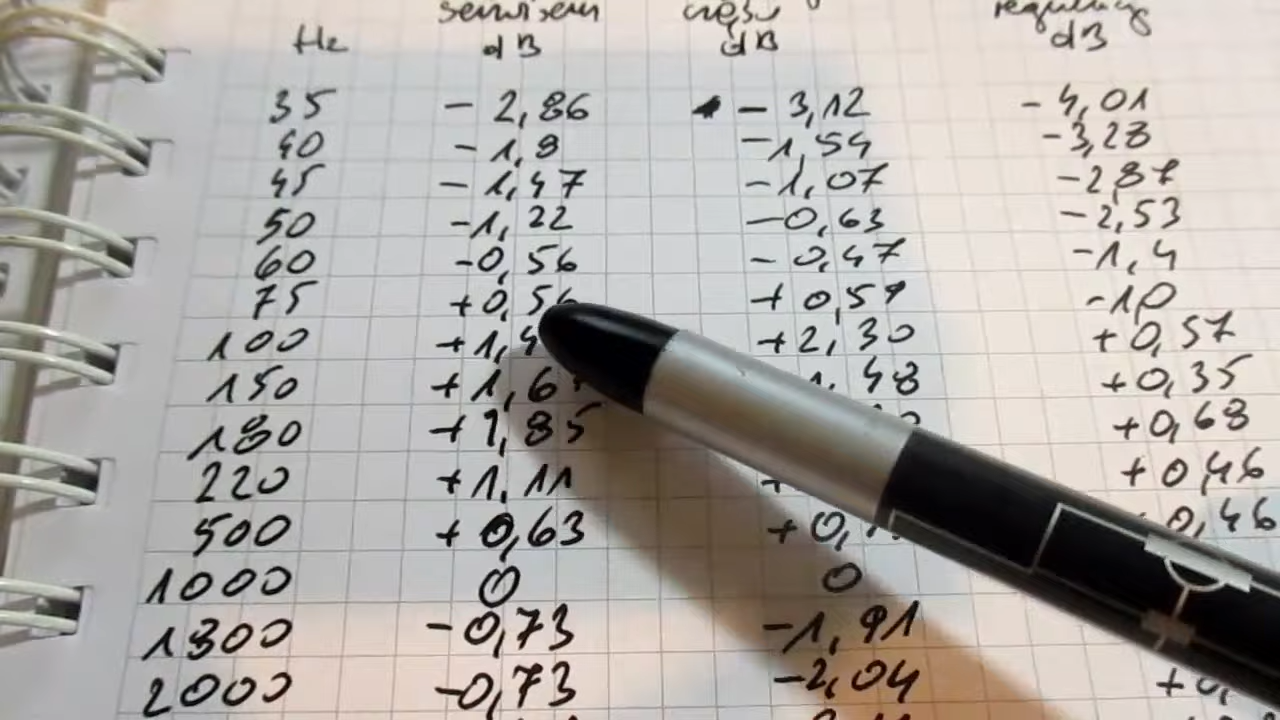 Hz dB dB dB
35 - 2,86 - 3,12 - 4,01
40 - 1,8 - 1,54 - 3,28
45 - 1,47 - 1,07 - 2,87
50 - 1,22 - 0,63 - 2,53
60 - 0,56 - 0,47 - 1,4
75 + 0,56 + 0,59 - 1,0
100 + 2,30 + 0,57
150 + 0,35
180 + 1,85 + 0,68
220 + 1,11 + 0,46
500 + 0,63 0,46
1000 0 0
1800 - 0,73 - 1,91
2000 - 0,73 - 2,04